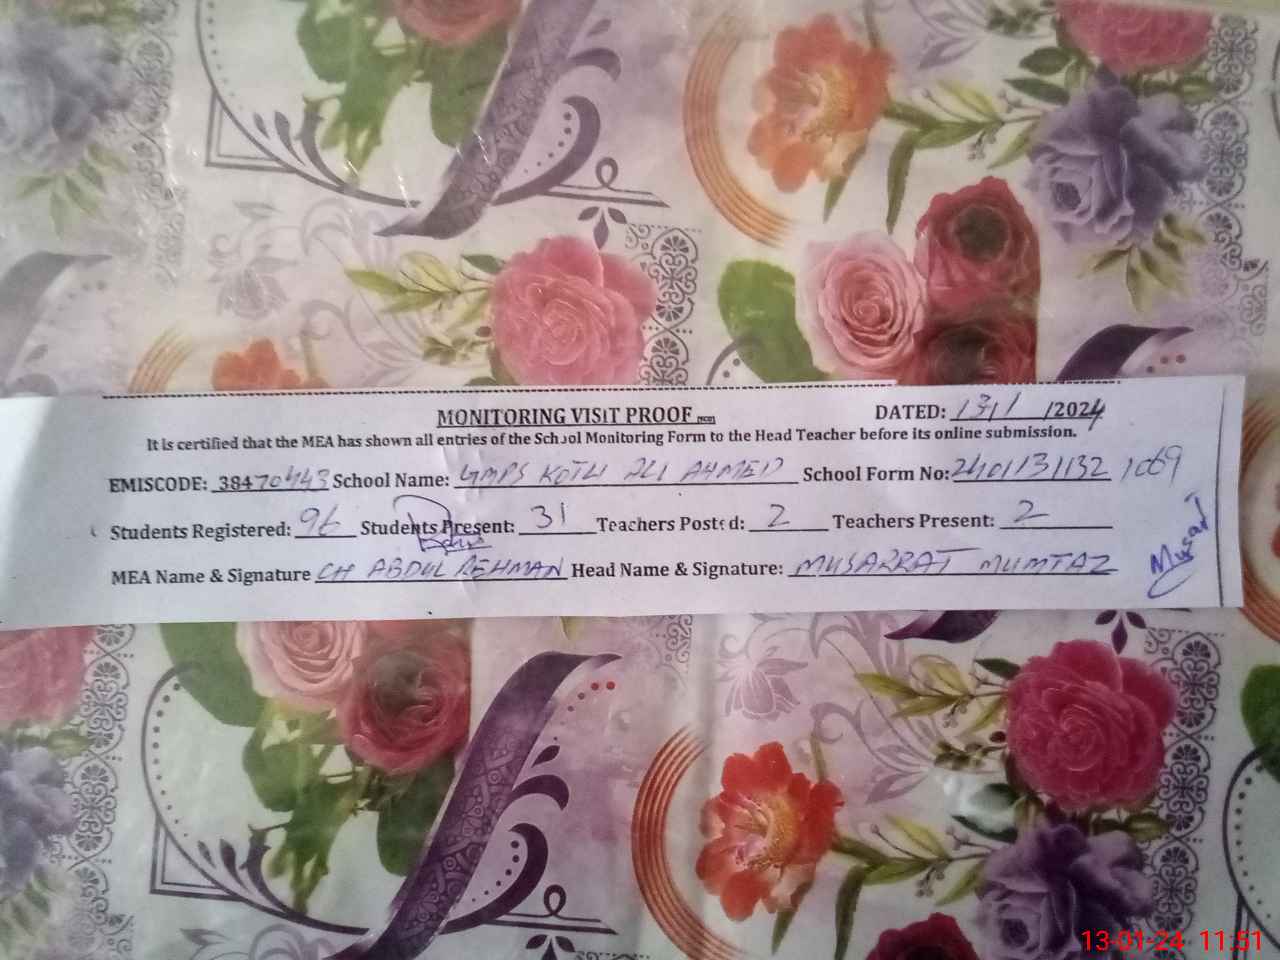 MONITORING VISIT PROOF
DATED: 13/1/2024
It is certified that the MEA has shown all entries of the School Monitoring Form to the Head Teacher before its online submission.
EMISCODE: 38470443 School Name: GMPS KOTLI ALI AHMED School Form No: 2401131132 1069
Students Registered: 96 Students Present: 31 Teachers Posted: 2 Teachers Present: 2
MEA Name & Signature CH ABDUL REHMAN Head Name & Signature: MUSARRAT MUMTAZ
13-01-24 11:51